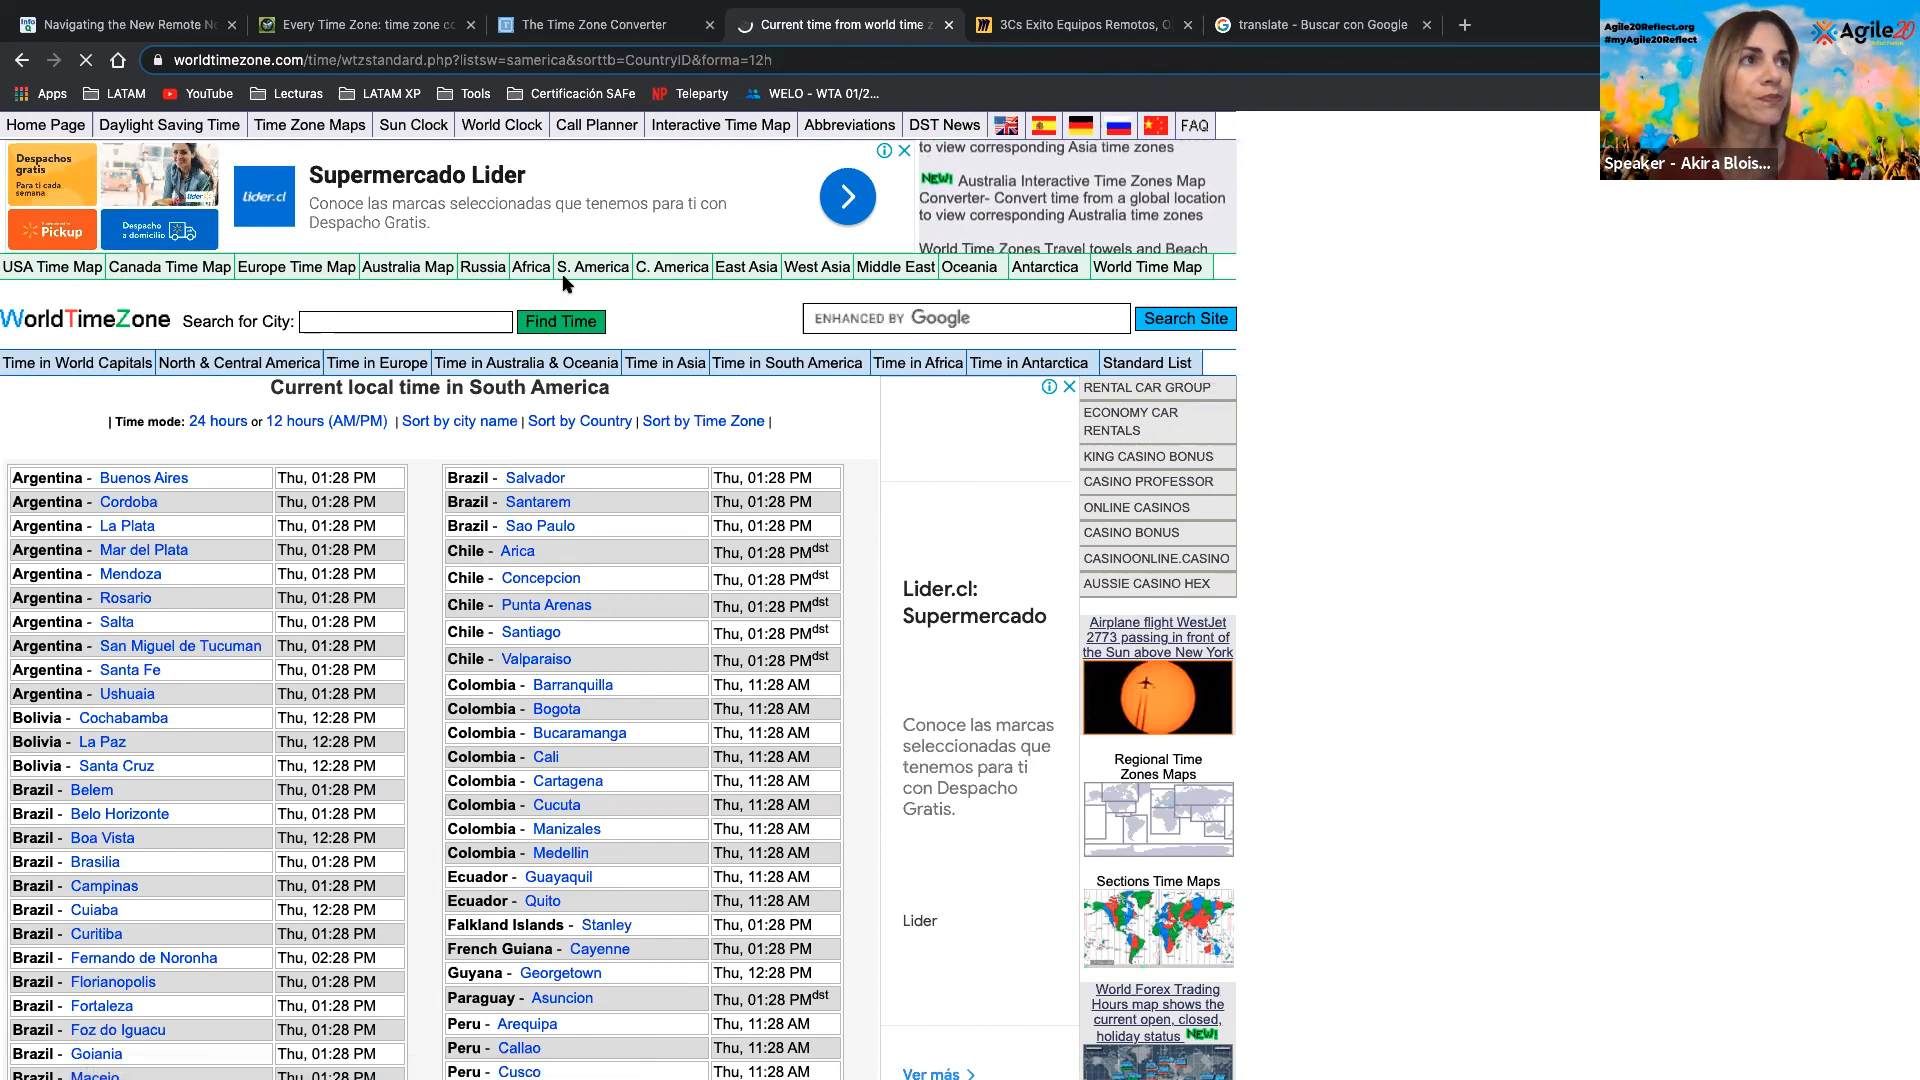 Navigating the New Remote No
Every Time Zone: time zone co
The Time Zone Converter
Current time from world time z
3Cs Exito Equipos Remotos, O
translate - Buscar con Google
worldtimezone.com/time/wtzstandard.php?listsw=samerica&sorttb=CountryID&forma=12h
Apps LATAM YouTube Lecturas LATAM XP Tools Certificación SAFe Teleparty WELO - WTA 01/2...
Agile20Reflect.org
#myAgile20Reflect
Agile20
Speaker - Akira Blois...
Home Page Daylight Saving Time Time Zone Maps Sun Clock World Clock Call Planner Interactive Time Map Abbreviations DST News FAQ
Despachos
gratis
Para ti cada
semana
Pickup
Despacho
a domicilio
lider.cl
Supermercado Lider
Conoce las marcas seleccionadas que tenemos para ti con
Despacho Gratis.
to view corresponding Asia time zones
NEW! Australia Interactive Time Zones Map
Converter- Convert time from a global location
to view corresponding Australia time zones
World Time Zones Travel towels and Beach
USA Time Map Canada Time Map Europe Time Map Australia Map Russia Africa S. America C. America East Asia West Asia Middle East Oceania Antarctica World Time Map
WorldTimeZone Search for City: Find Time
ENHANCED BY Google Search Site
Time in World Capitals North & Central America Time in Europe Time in Australia & Oceania Time in Asia Time in South America Time in Africa Time in Antarctica Standard List
Current local time in South America
| Time mode: 24 hours or 12 hours (AM/PM) | Sort by city name | Sort by Country | Sort by Time Zone |
Argentina - Buenos Aires Thu, 01:28 PM
Argentina - Cordoba Thu, 01:28 PM
Argentina - La Plata Thu, 01:28 PM
Argentina - Mar del Plata Thu, 01:28 PM
Argentina - Mendoza Thu, 01:28 PM
Argentina - Rosario Thu, 01:28 PM
Argentina - Salta Thu, 01:28 PM
Argentina - San Miguel de Tucuman Thu, 01:28 PM
Argentina - Santa Fe Thu, 01:28 PM
Argentina - Ushuaia Thu, 01:28 PM
Bolivia - Cochabamba Thu, 12:28 PM
Bolivia - La Paz Thu, 12:28 PM
Bolivia - Santa Cruz Thu, 12:28 PM
Brazil - Belem Thu, 01:28 PM
Brazil - Belo Horizonte Thu, 01:28 PM
Brazil - Boa Vista Thu, 12:28 PM
Brazil - Brasilia Thu, 01:28 PM
Brazil - Campinas Thu, 01:28 PM
Brazil - Cuiaba Thu, 12:28 PM
Brazil - Curitiba Thu, 01:28 PM
Brazil - Fernando de Noronha Thu, 02:28 PM
Brazil - Florianopolis Thu, 01:28 PM
Brazil - Fortaleza Thu, 01:28 PM
Brazil - Foz do Iguacu Thu, 01:28 PM
Brazil - Goiania Thu, 01:28 PM
Brazil - Maceio Thu, 01:28 PM
Brazil - Salvador Thu, 01:28 PM
Brazil - Santarem Thu, 01:28 PM
Brazil - Sao Paulo Thu, 01:28 PM
Chile - Arica Thu, 01:28 PMdst
Chile - Concepcion Thu, 01:28 PMdst
Chile - Punta Arenas Thu, 01:28 PMdst
Chile - Santiago Thu, 01:28 PMdst
Chile - Valparaiso Thu, 01:28 PMdst
Colombia - Barranquilla Thu, 11:28 AM
Colombia - Bogota Thu, 11:28 AM
Colombia - Bucaramanga Thu, 11:28 AM
Colombia - Cali Thu, 11:28 AM
Colombia - Cartagena Thu, 11:28 AM
Colombia - Cucuta Thu, 11:28 AM
Colombia - Manizales Thu, 11:28 AM
Colombia - Medellin Thu, 11:28 AM
Ecuador - Guayaquil Thu, 11:28 AM
Ecuador - Quito Thu, 11:28 AM
Falkland Islands - Stanley Thu, 01:28 PM
French Guiana - Cayenne Thu, 01:28 PM
Guyana - Georgetown Thu, 12:28 PM
Paraguay - Asuncion Thu, 01:28 PMdst
Peru - Arequipa Thu, 11:28 AM
Peru - Callao Thu, 11:28 AM
Peru - Cusco Thu, 11:28 AM
Lider.cl:
Supermercado
Conoce las marcas
seleccionadas que
tenemos para ti
con Despacho
Gratis.
Lider
Ver más
RENTAL CAR GROUP
ECONOMY CAR
RENTALS
KING CASINO BONUS
CASINO PROFESSOR
ONLINE CASINOS
CASINO BONUS
CASINOONLINE.CASINO
AUSSIE CASINO HEX
Airplane flight WestJet
2773 passing in front of
the Sun above New York
Regional Time
Zones Maps
Sections Time Maps
World Forex Trading
Hours map shows the
current open, closed,
holiday status NEW!